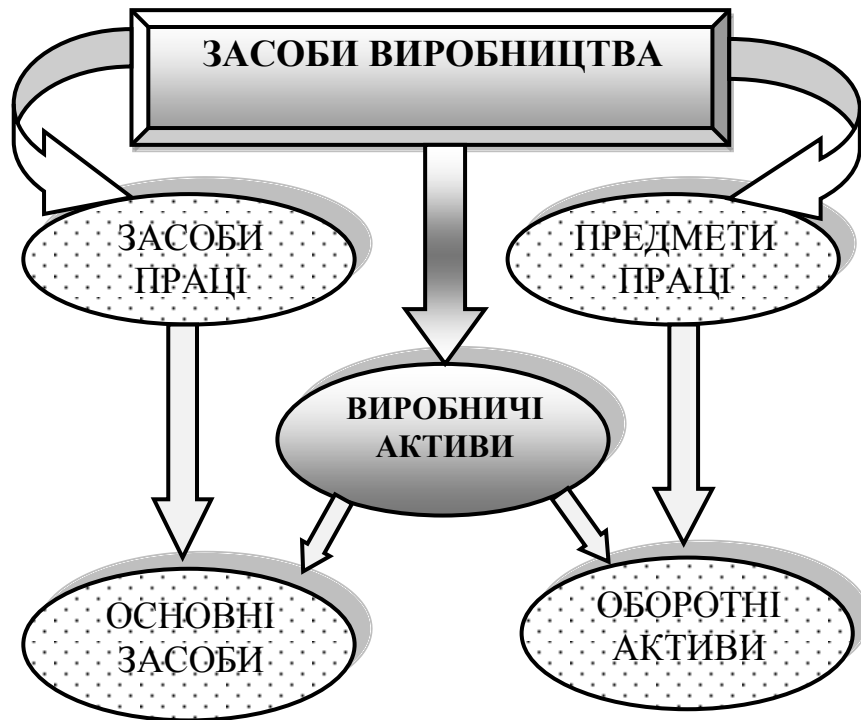 ЗАСОБИ ВИРОБНИЦТВА
ЗАСОБИ
ПРАЦІ
ПРЕДМЕТИ
ПРАЦІ
ВИРОБНИЧІ
АКТИВИ
ОСНОВНІ
ЗАСОБИ
ОБОРОТНІ
АКТИВИ